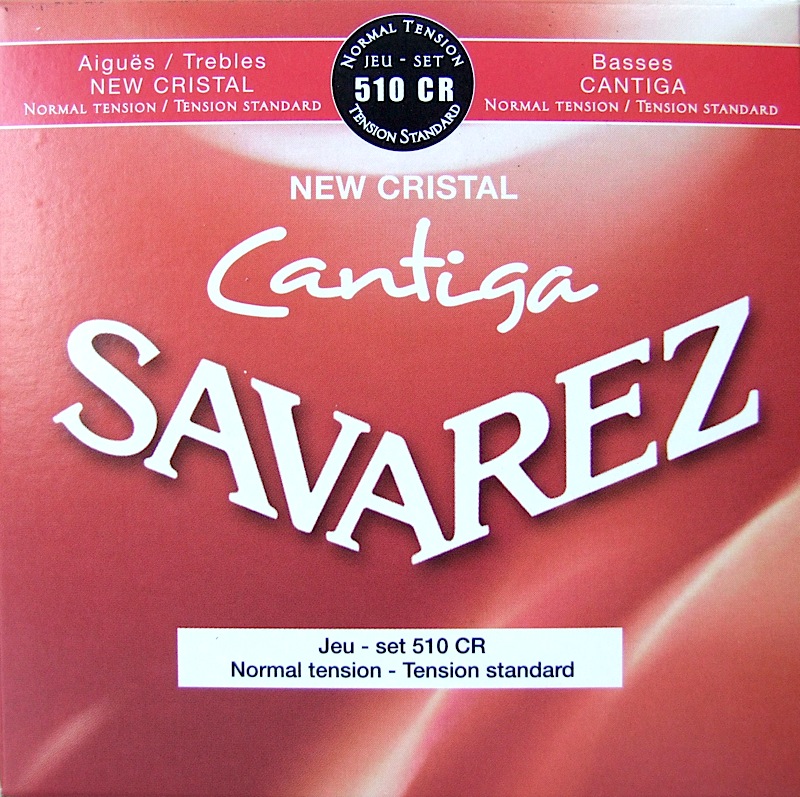 Aiguës / Trebles
NEW CRISTAL
NORMAL TENSION / TENSION STANDARD
NORMAL TENSION
JEU - SET
510 CR
TENSION STANDARD
Basses
CANTIGA
NORMAL TENSION / TENSION STANDARD
NEW CRISTAL
Cantiga
SAVAREZ
Jeu - set 510 CR
Normal tension - Tension standard